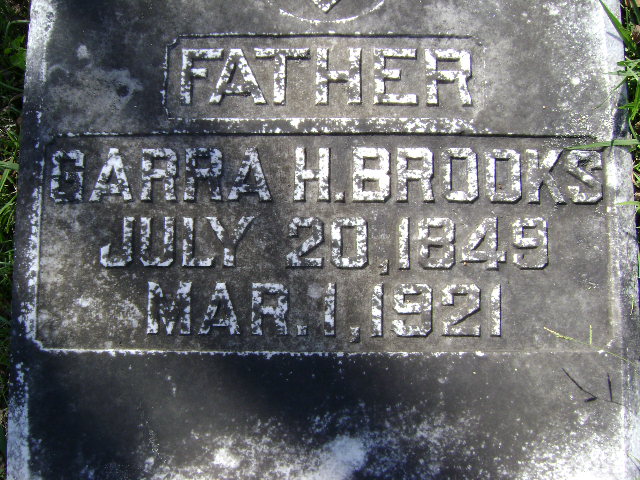 FATHER
GARRA H. BROOKS
JULY 20, 1849
MAR. 1, 1921